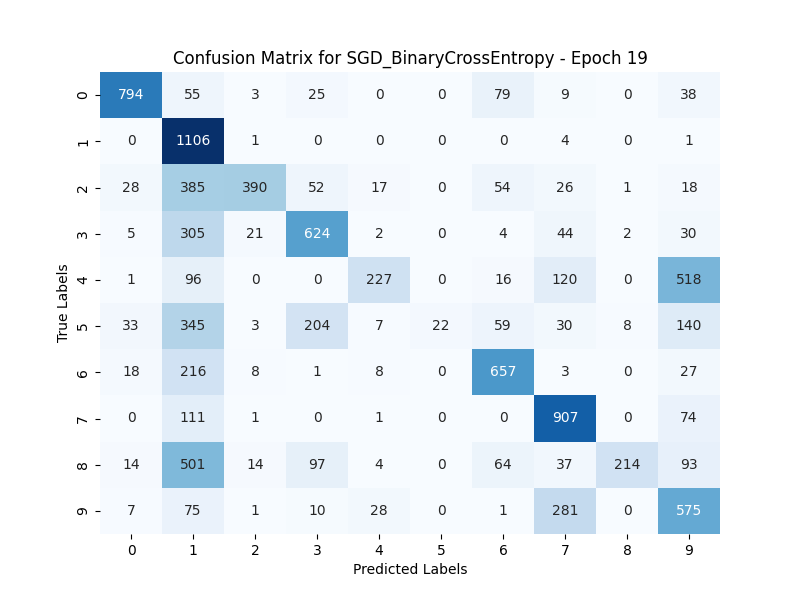 Confusion Matrix for SGD_BinaryCrossEntropy - Epoch 19
0 794 55 3 25 0 0 79 9 0 38
1 0 1106 1 0 0 0 0 4 0 1
2 28 385 390 52 17 0 54 26 1 18
3 5 305 21 624 2 0 4 44 2 30
4 1 96 0 0 227 0 16 120 0 518
5 33 345 3 204 7 22 59 30 8 140
6 18 216 8 1 8 0 657 3 0 27
7 0 111 1 0 1 0 0 907 0 74
8 14 501 14 97 4 0 64 37 214 93
9 7 75 1 10 28 0 1 281 0 575
0 1 2 3 4 5 6 7 8 9
True Labels
Predicted Labels